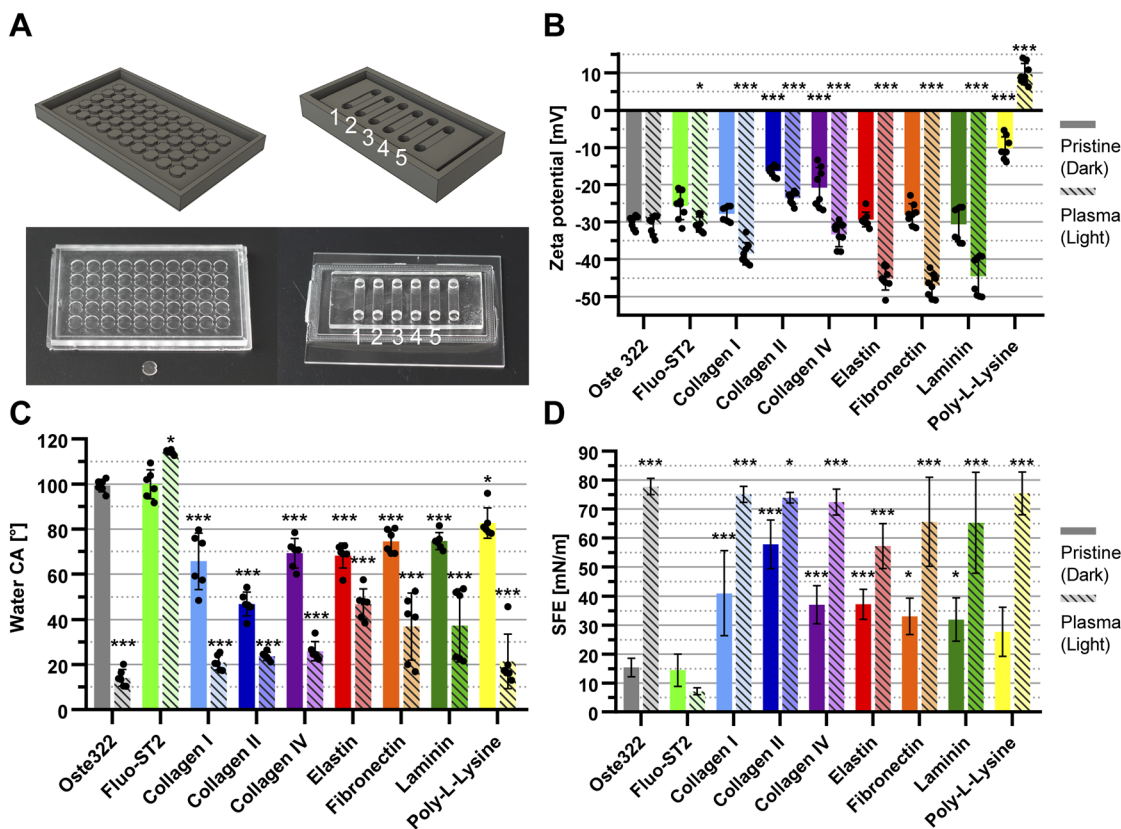 A
1
2
3
4
5
1 2 3 4 5
B
Zeta potential [mV]
10
0
-10
-20
-30
-40
-50
* *** *** *** *** *** *** ***
*** *** ***
Oste 322
Fluo-ST2
Collagen I
Collagen II
Collagen IV
Elastin
Fibronectin
Laminin
Poly-L-Lysine
Pristine
(Dark)
Plasma
(Light)
C
Water CA [°]
120
100
80
60
40
20
0
*** * *** *** *** *** *** *** *** *** *** *** *** *** * ***
Oste322
Fluo-ST2
Collagen I
Collagen II
Collagen IV
Elastin
Fibronectin
Laminin
Poly-L-Lysine
D
SFE [mN/m]
90
80
70
60
50
40
30
20
10
0
*** *** *** *** * *** *** *** *** * *** * *** ***
Oste322
Fluo-ST2
Collagen I
Collagen II
Collagen IV
Elastin
Fibronectin
Laminin
Poly-L-Lysine
Pristine
(Dark)
Plasma
(Light)